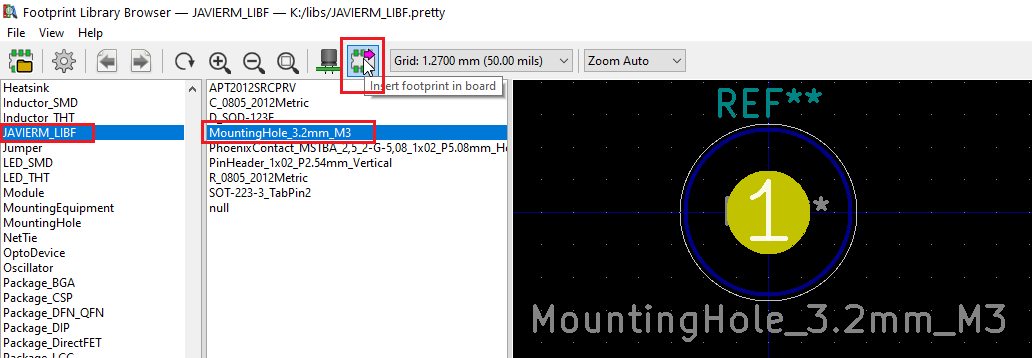 Footprint Library Browser — JAVIERM_LIBF — K:/libs/JAVIERM_LIBF.pretty
File View Help
Grid: 1.2700 mm (50.00 mils)
Zoom Auto
Insert footprint in board
Heatsink
Inductor_SMD
Inductor_THT
JAVIERM_LIBF
Jumper
LED_SMD
LED_THT
Module
MountingEquipment
MountingHole
NetTie
OptoDevice
Oscillator
Package_BGA
Package_CSP
Package_DFN_QFN
Package_DIP
Package_DirectFET
Package_LCC
APT2012SRCPRV
C_0805_2012Metric
D_SOD-123F
MountingHole_3.2mm_M3
PhoenixContact_MSTBA_2,5_2-G-5,08_1x02_P5.08mm_Ho
PinHeader_1x02_P2.54mm_Vertical
R_0805_2012Metric
SOT-223-3_TabPin2
null
REF**
1
*
MountingHole_3.2mm_M3